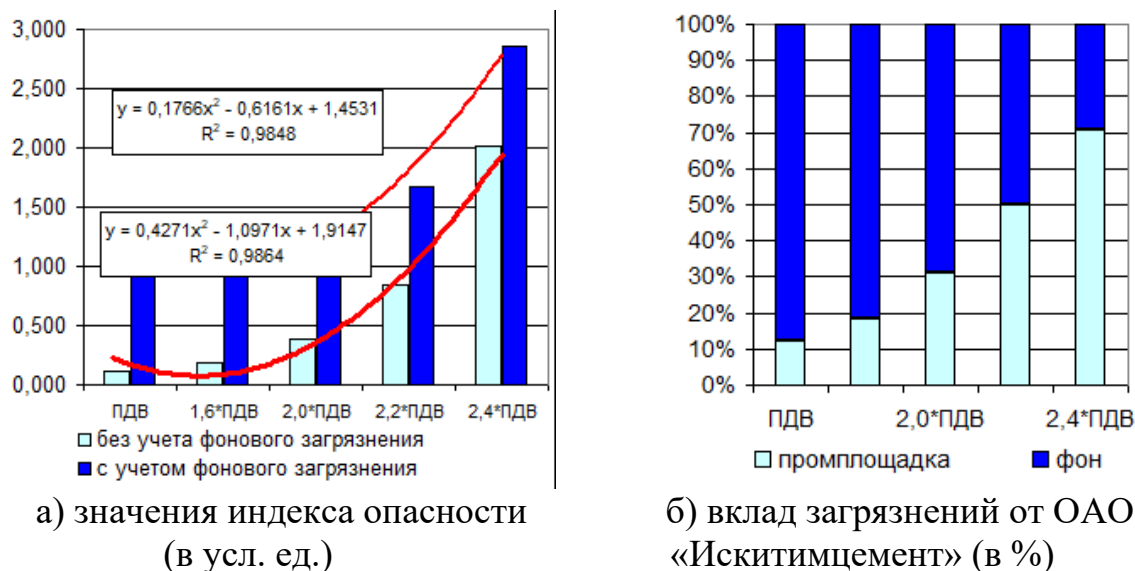 3,000
2,500
2,000
1,500
1,000
0,500
0,000
y = 0,1766x² - 0,6161x + 1,4531
R² = 0,9848
y = 0,4271x² - 1,0971x + 1,9147
R² = 0,9864
ПДВ 1,6*ПДВ 2,0*ПДВ 2,2*ПДВ 2,4*ПДВ
без учета фонового загрязнения
с учетом фонового загрязнения
а) значения индекса опасности
(в усл. ед.)
100%
90%
80%
70%
60%
50%
40%
30%
20%
10%
0%
ПДВ 2,0*ПДВ 2,4*ПДВ
промплощадка фон
б) вклад загрязнений от ОАО
«Искитимцемент» (в %)